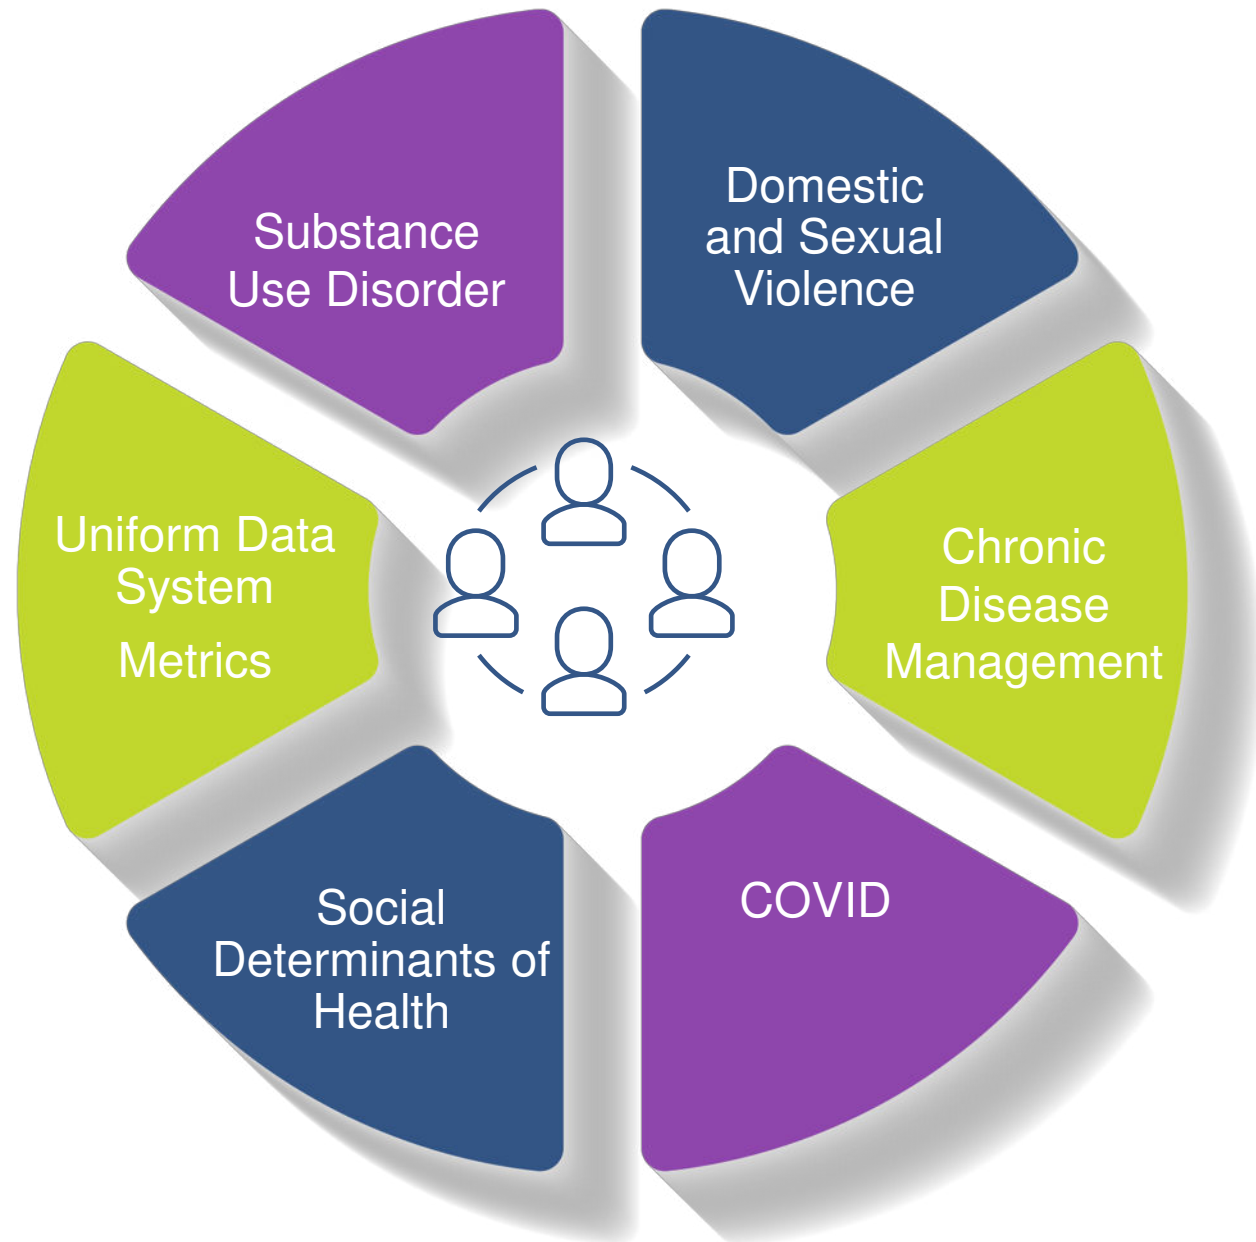 Substance
Use Disorder
Domestic
and Sexual
Violence
Uniform Data
System
Metrics
Chronic
Disease
Management
Social
Determinants of
Health
COVID